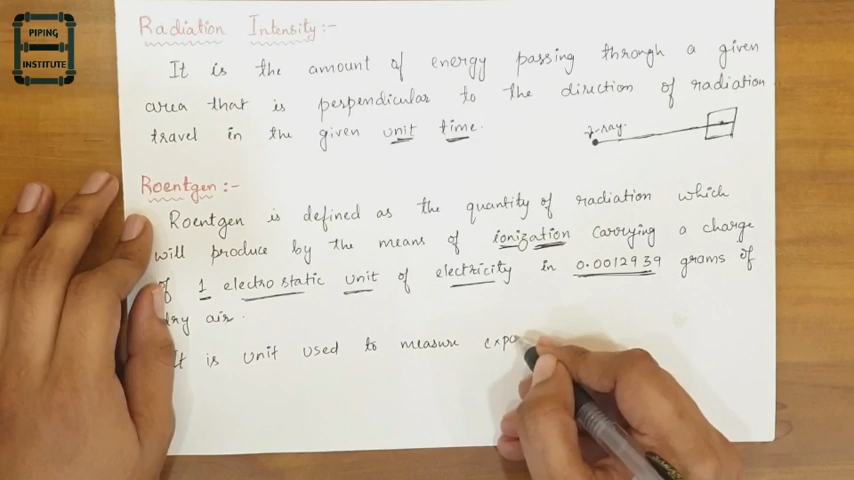 PIPING
INSTITUTE
Radiation Intensity:-
It is the amount of energy passing through a given
area that is perpendicular to the direction of radiation
travel in the given unit time.
γ-ray.
Roentgen:-
Roentgen is defined as the quantity of radiation which
will produce by the means of ionization carrying a charge
of 1 electro static unit of electricity in 0.0012939 grams of
dry air.
It is unit used to measure expo